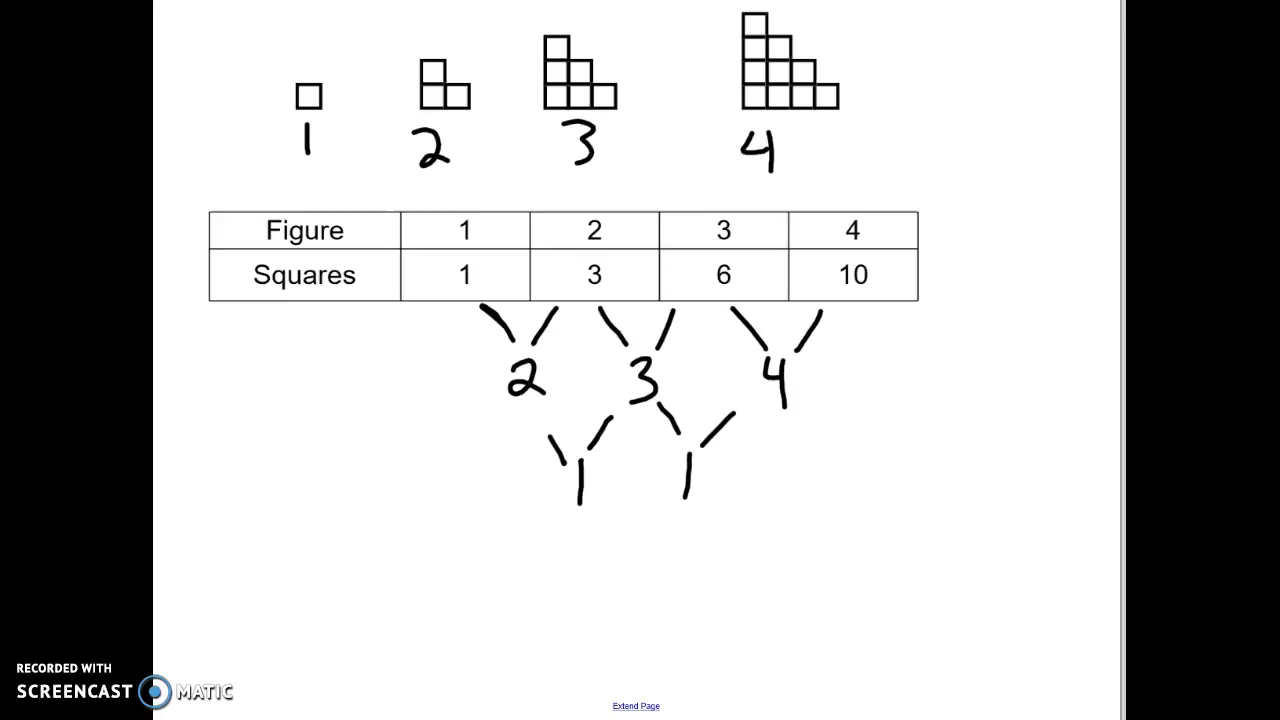 1 2 3 4
Figure 1 2 3 4
Squares 1 3 6 10
2 3 4
1 1
RECORDED WITH
SCREENCAST MATIC
Extend Page